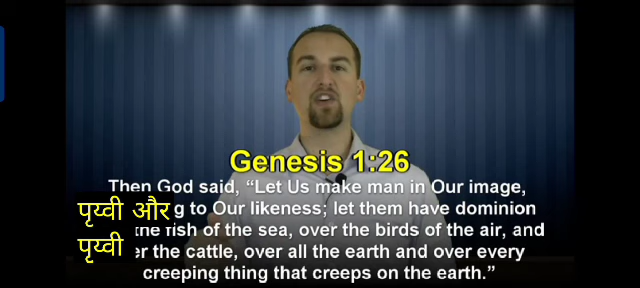 Genesis 1:26
Then God said, “Let Us make man in Our image,
g to Our likeness; let them have dominion
पृय्वी और
fish of the sea, over the birds of the air, and
पृय्वी
er the cattle, over all the earth and over every
creeping thing that creeps on the earth.”